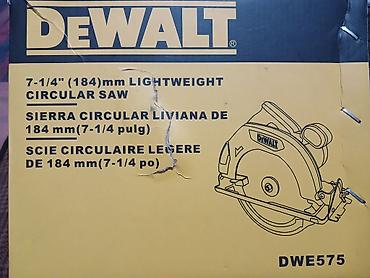 DEWALT®
7-1/4" (184)mm LIGHTWEIGHT
CIRCULAR SAW
SIERRA CIRCULAR LIVIANA DE
184 mm(7-1/4 pulg)
SCIE CIRCULAIRE LEGERE
DE 184 mm(7-1/4 po)
DEWALT
DWE575